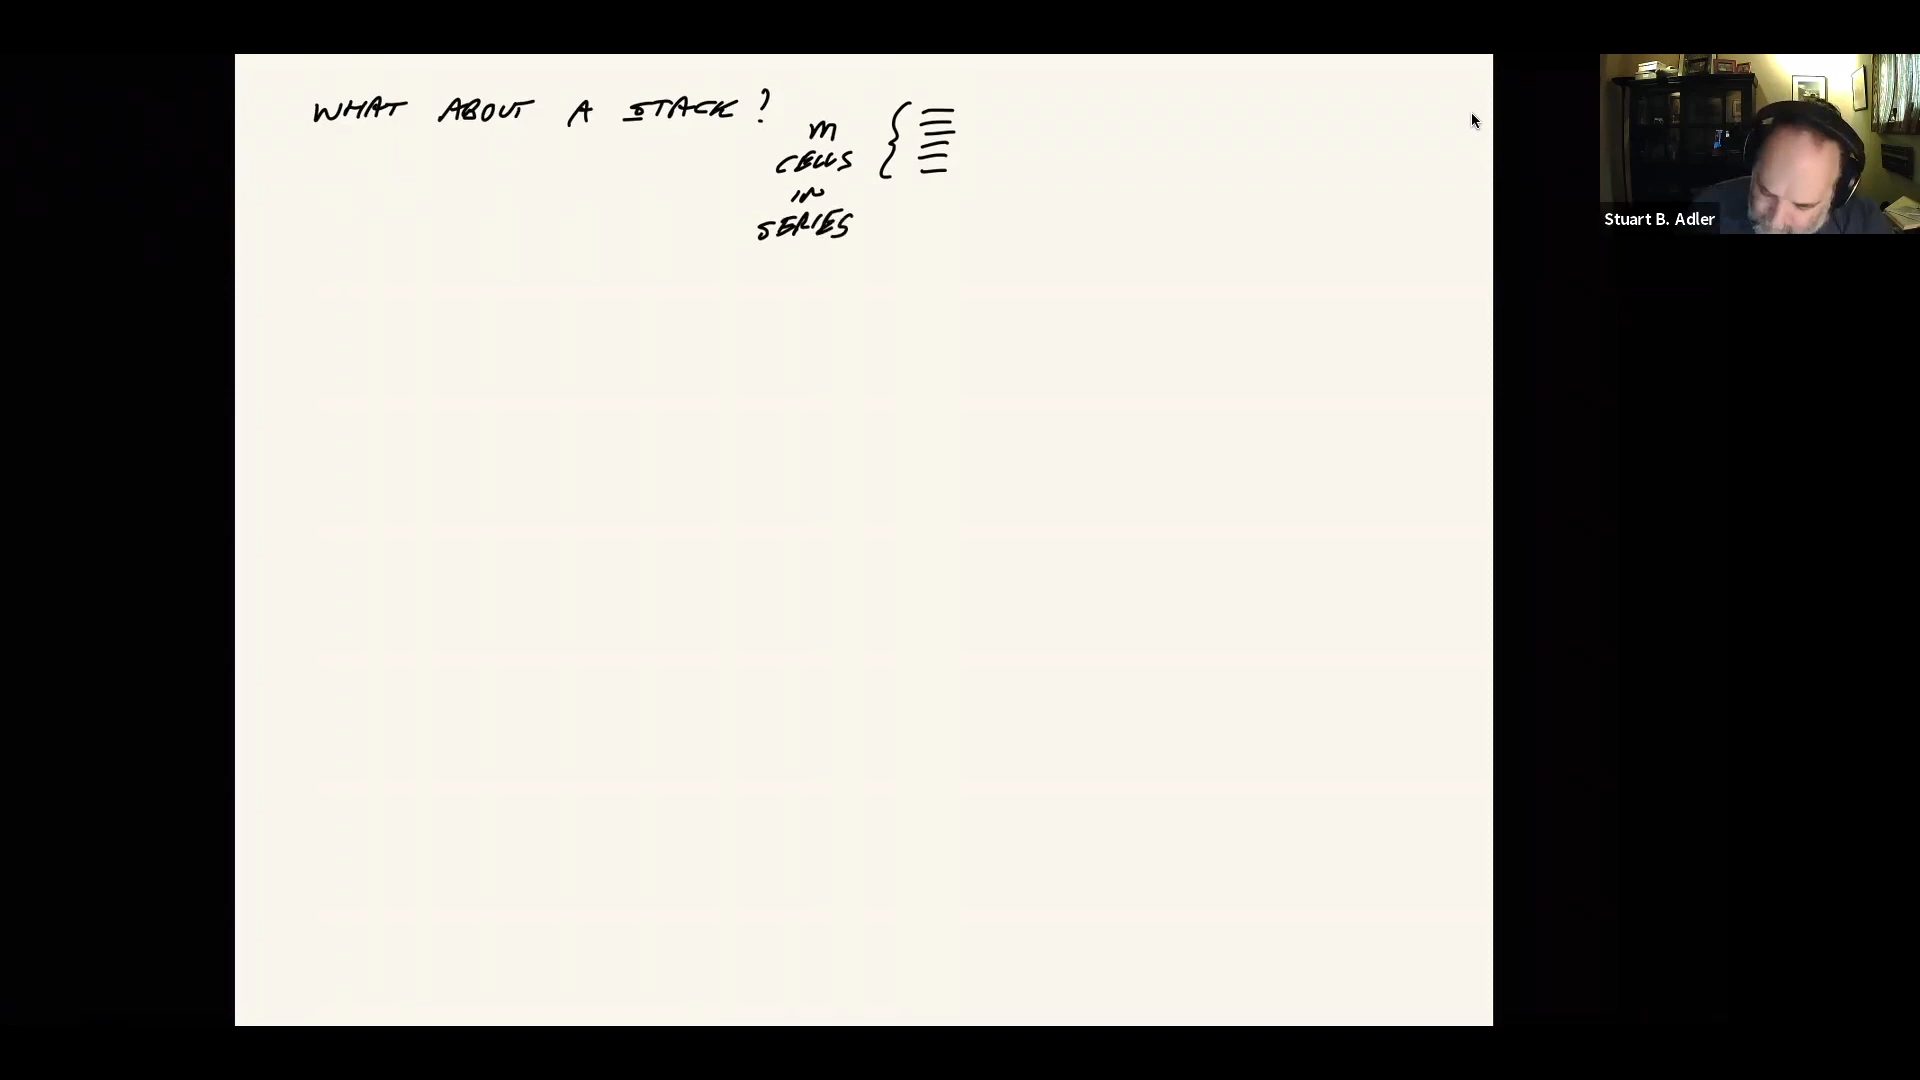 WHAT ABOUT A STACK?
m
CELLS
IN
SERIES
Stuart B. Adler